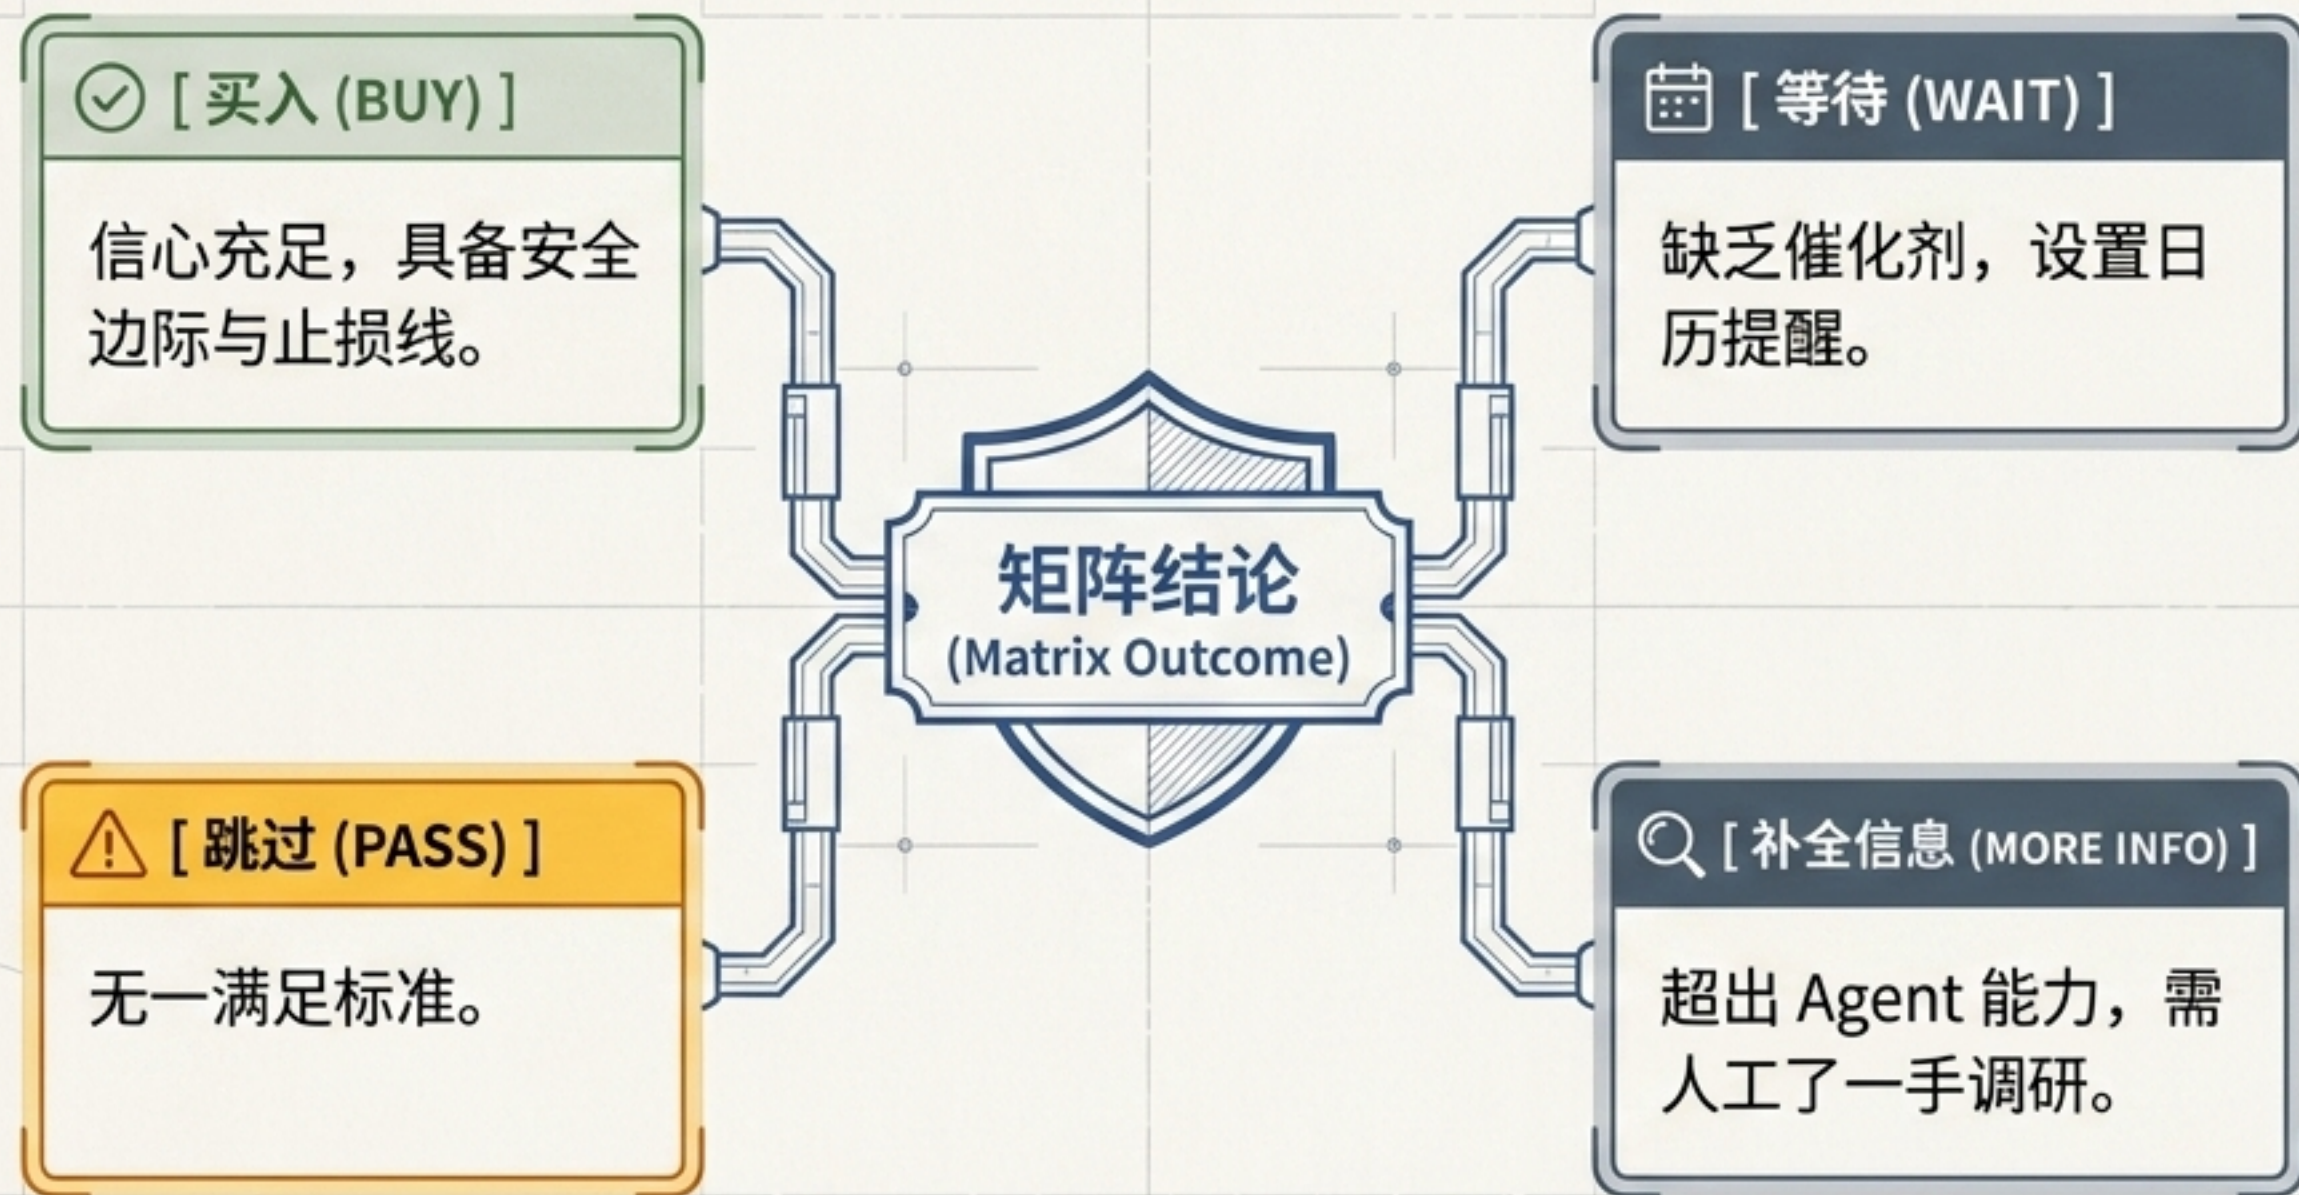 [ 买入 (BUY) ]
信心充足，具备安全
边际与止损线。
[ 等待 (WAIT) ]
缺乏催化剂，设置日
历提醒。
矩阵结论
(Matrix Outcome)
[ 跳过 (PASS) ]
无一满足标准。
[ 补全信息 (MORE INFO) ]
超出 Agent 能力，需
人工了一手调研。